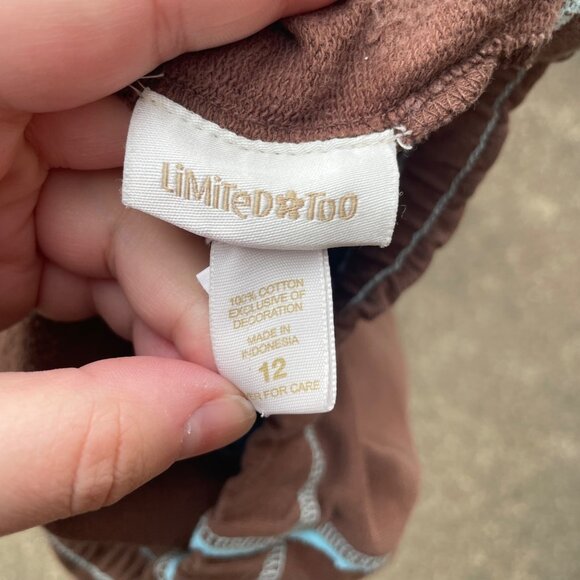 LiMiTeD Too
100% COTTON
EXCLUSIVE OF
DECORATION
MADE IN
INDONESIA
12
FOR CARE